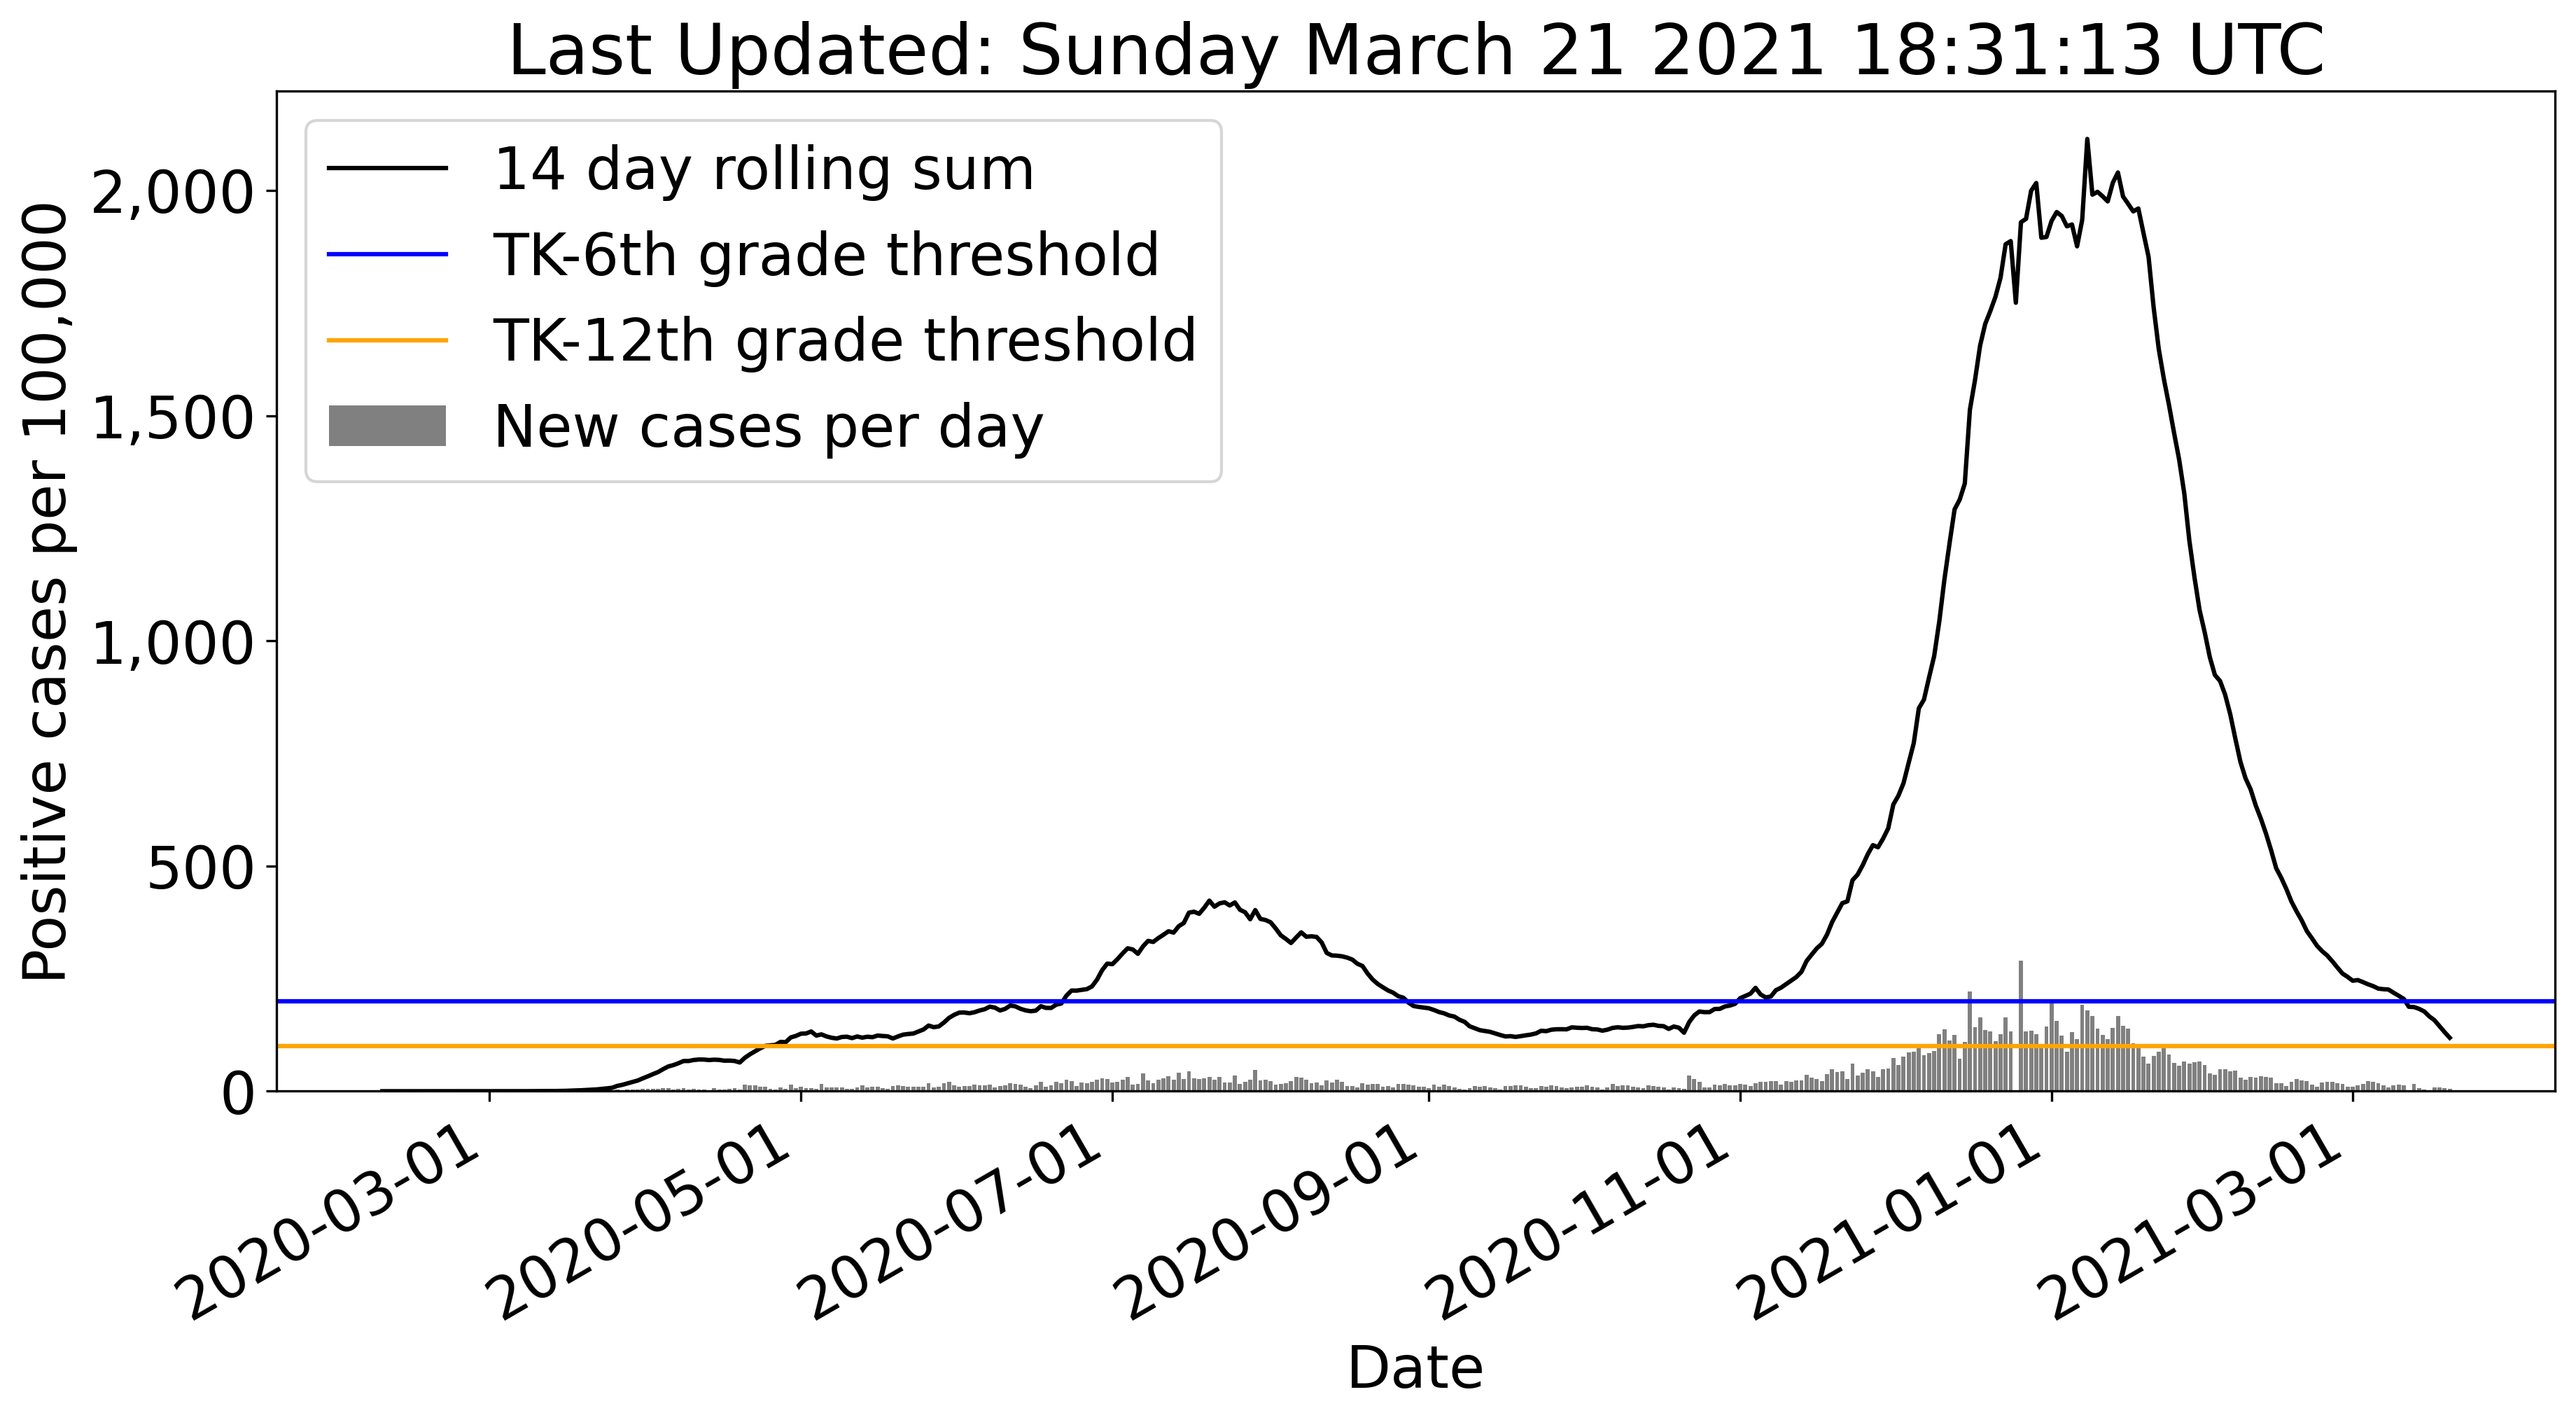 Last Updated: Sunday March 21 2021 18:31:13 UTC
14 day rolling sum
TK-6th grade threshold
TK-12th grade threshold
New cases per day
Positive cases per 100,000
2,000
1,500
1,000
500
0
2020-03-01
2020-05-01
2020-07-01
2020-09-01
2020-11-01
2021-01-01
2021-03-01
Date